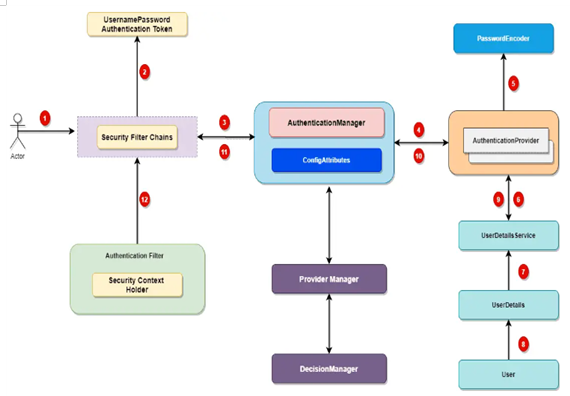 UsernamePassword
Authentication Token
PasswordEncoder
2
5
1
3
4
Security Filter Chains
AuthenticationManager
AuthenticationProvider
Actor
11
10
ConfigAttributes
12
9
6
UserDetailsService
Authentication Filter
Security Context
Holder
Provider Manager
7
UserDetails
8
DecisionManager
User